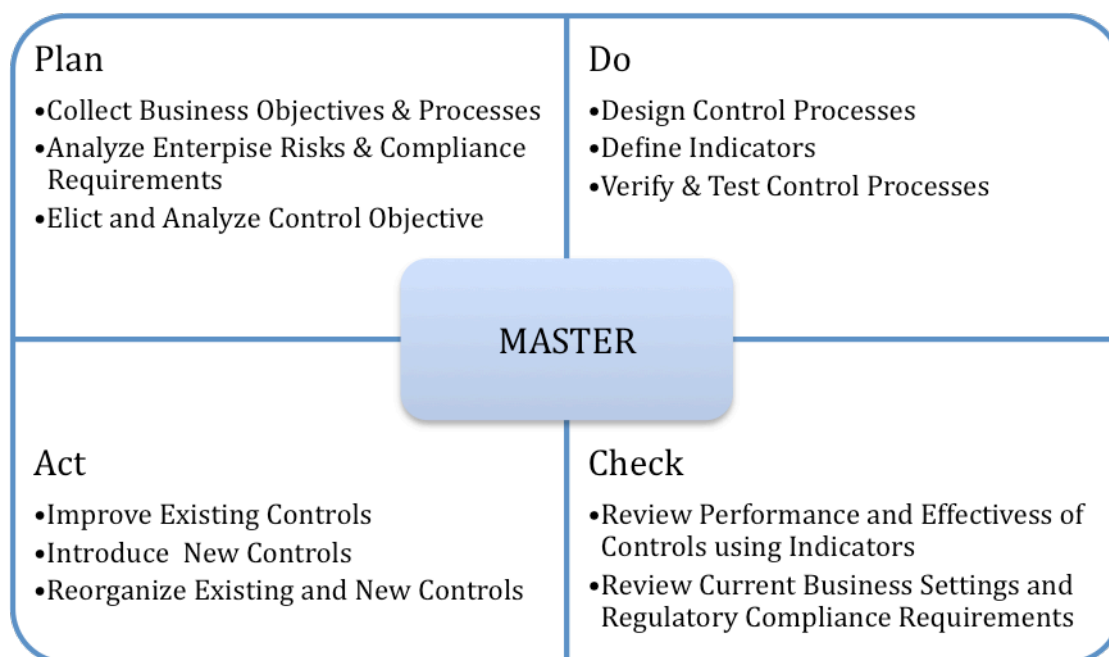 Plan
•Collect Business Objectives & Processes
•Analyze Enterpise Risks & Compliance
Requirements
•Elict and Analyze Control Objective
Do
•Design Control Processes
•Define Indicators
•Verify & Test Control Processes
MASTER
Act
•Improve Existing Controls
•Introduce New Controls
•Reorganize Existing and New Controls
Check
•Review Performance and Effectivess of
Controls using Indicators
•Review Current Business Settings and
Regulatory Compliance Requirements